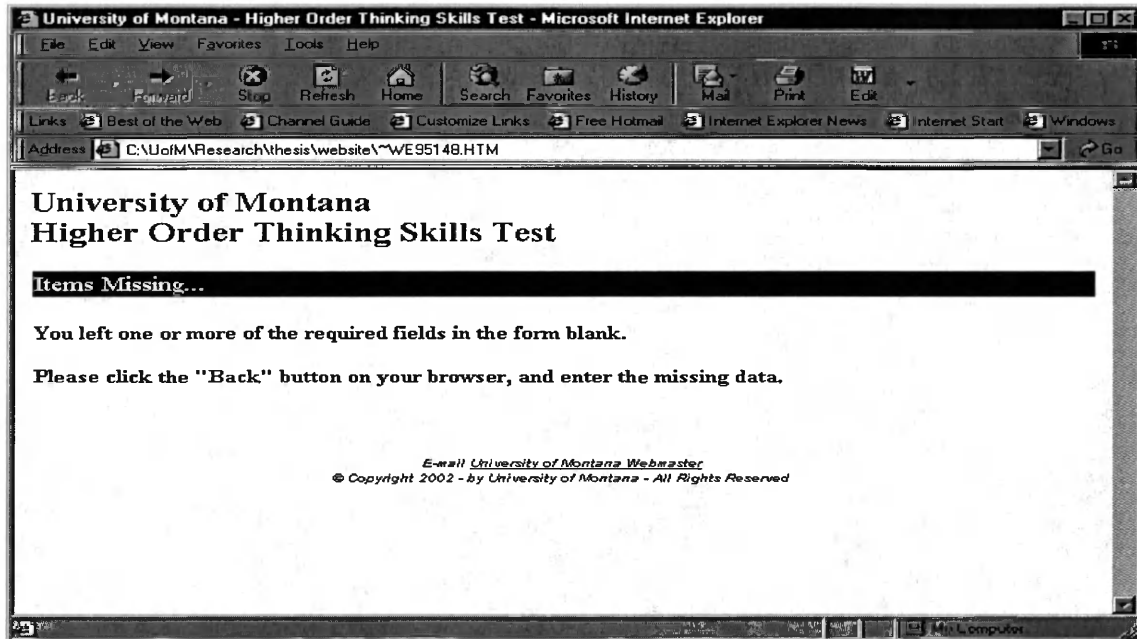 University of Montana - Higher Order Thinking Skills Test - Microsoft Internet Explorer
File Edit View Favorites Tools Help
Back Forward Stop Refresh Home Search Favorites History Mail Print Edit
Links Best of the Web Channel Guide Customize Links Free Hotmail Internet Explorer News Internet Start Windows
Address C:\UofM\Research\thesis\website\~WE95148.HTM Go
University of Montana
Higher Order Thinking Skills Test
Items Missing...
You left one or more of the required fields in the form blank.
Please click the "Back" button on your browser, and enter the missing data.
E-mail University of Montana Webmaster
© Copyright 2002 - by University of Montana - All Rights Reserved
My Computer